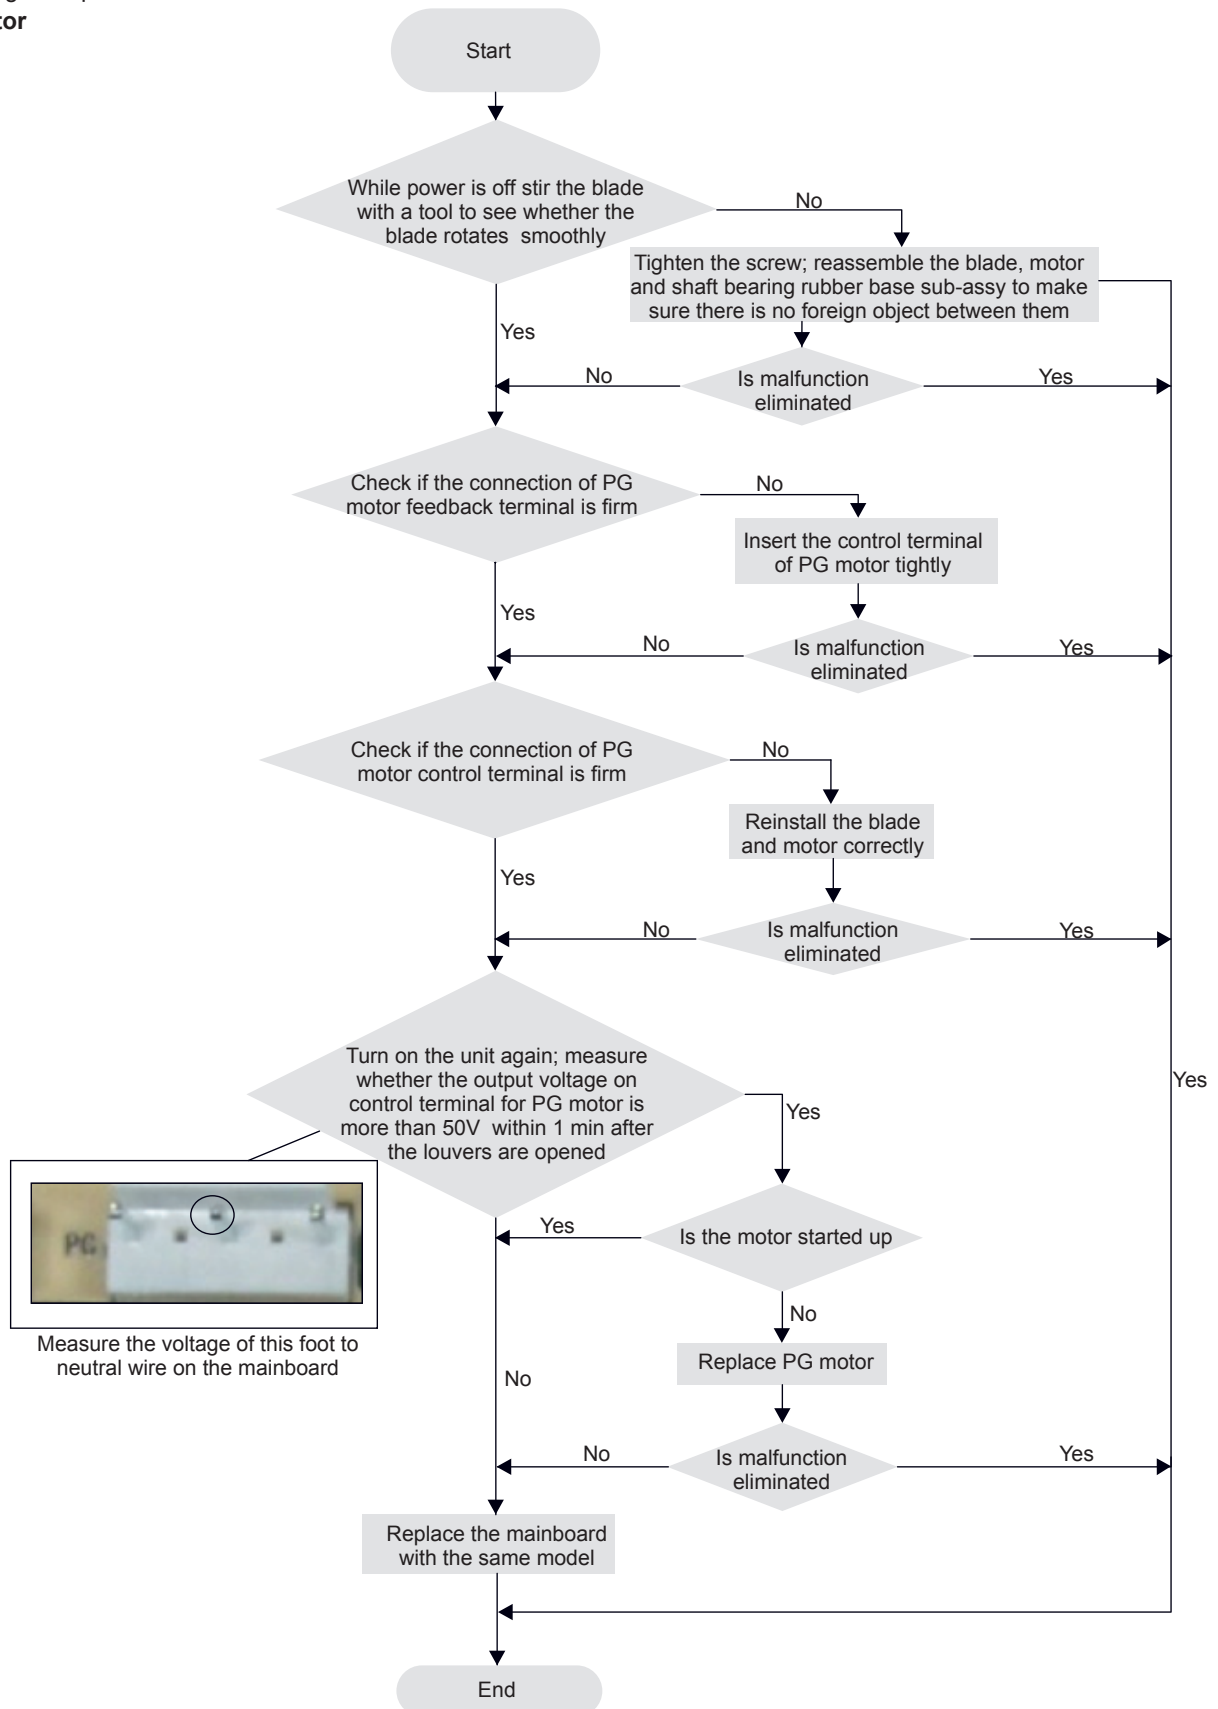 tor
Start
While power is off stir the blade
with a tool to see whether the
blade rotates smoothly
No
Tighten the screw; reassemble the blade, motor
and shaft bearing rubber base sub-assy to make
sure there is no foreign object between them
Yes
No
Is malfunction
eliminated
Yes
Check if the connection of PG
motor feedback terminal is firm
No
Insert the control terminal
of PG motor tightly
Yes
No
Is malfunction
eliminated
Yes
Check if the connection of PG
motor control terminal is firm
No
Reinstall the blade
and motor correctly
Yes
No
Is malfunction
eliminated
Yes
Turn on the unit again; measure
whether the output voltage on
control terminal for PG motor is
more than 50V within 1 min after
the louvers are opened
Yes
Yes
PG
Measure the voltage of this foot to
neutral wire on the mainboard
Yes
Is the motor started up
No
Replace PG motor
No
No
Is malfunction
eliminated
Yes
Replace the mainboard
with the same model
End